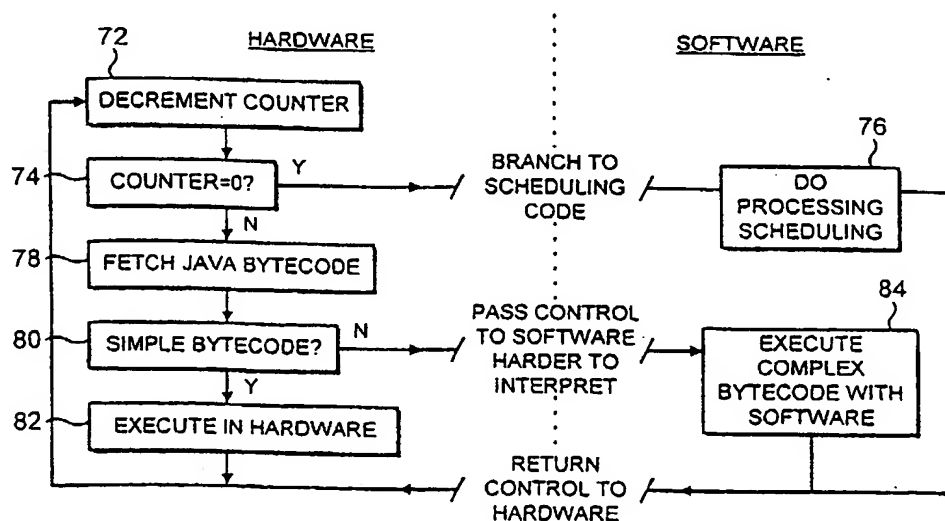 72
HARDWARE
SOFTWARE
DECREMENT COUNTER
74
COUNTER=0?
Y
BRANCH TO
SCHEDULING
CODE
76
DO
PROCESSING
SCHEDULING
N
78
FETCH JAVA BYTECODE
80
SIMPLE BYTECODE?
N
PASS CONTROL
TO SOFTWARE
HARDER TO
INTERPRET
84
EXECUTE
COMPLEX
BYTECODE WITH
SOFTWARE
Y
82
EXECUTE IN HARDWARE
RETURN
CONTROL TO
HARDWARE